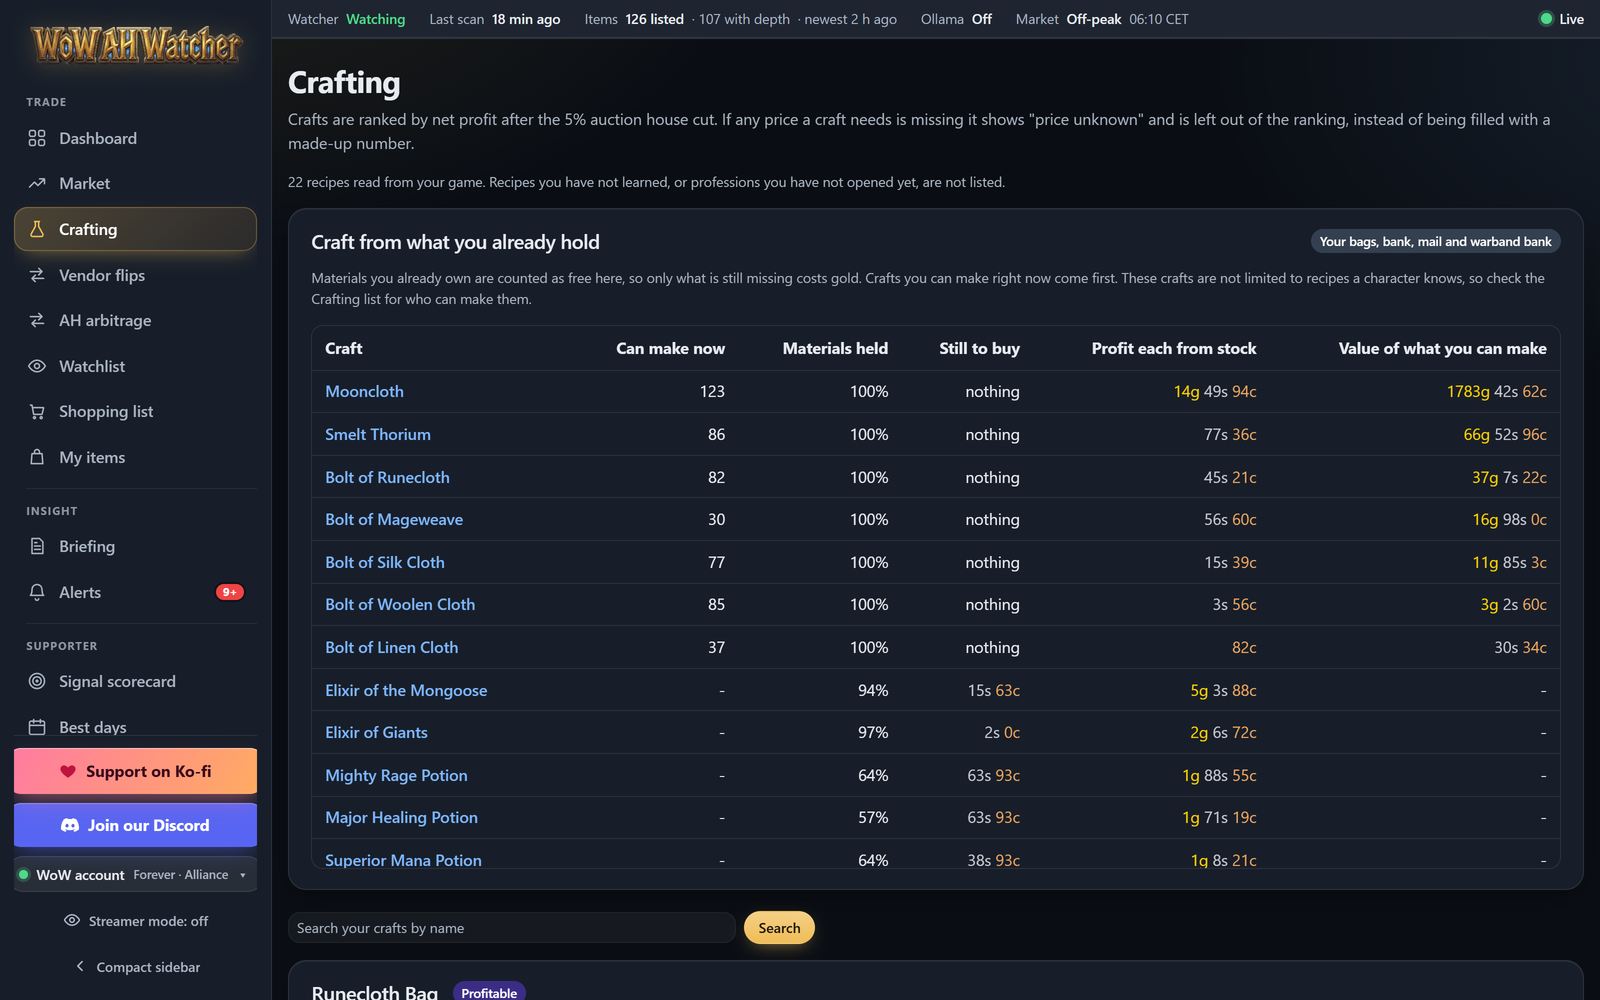 WoW AH Watcher
Watcher Watching Last scan 18 min ago Items 126 listed · 107 with depth · newest 2 h ago Ollama Off Market Off-peak 06:10 CET Live
TRADE
Dashboard
Market
Crafting
Vendor flips
AH arbitrage
Watchlist
Shopping list
My items
INSIGHT
Briefing
Alerts 9+
SUPPORTER
Signal scorecard
Best days
Support on Ko-fi
Join our Discord
WoW account Forever · Alliance
Streamer mode: off
Compact sidebar
Crafting
Crafts are ranked by net profit after the 5% auction house cut. If any price a craft needs is missing it shows "price unknown" and is left out of the ranking, instead of being filled with a
made-up number.
22 recipes read from your game. Recipes you have not learned, or professions you have not opened yet, are not listed.
Craft from what you already hold Your bags, bank, mail and warband bank
Materials you already own are counted as free here, so only what is still missing costs gold. Crafts you can make right now come first. These crafts are not limited to recipes a character knows, so check the
Crafting list for who can make them.
Craft Can make now Materials held Still to buy Profit each from stock Value of what you can make
Mooncloth 123 100% nothing 14g 49s 94c 1783g 42s 62c
Smelt Thorium 86 100% nothing 77s 36c 66g 52s 96c
Bolt of Runecloth 82 100% nothing 45s 21c 37g 7s 22c
Bolt of Mageweave 30 100% nothing 56s 60c 16g 98s 0c
Bolt of Silk Cloth 77 100% nothing 15s 39c 11g 85s 3c
Bolt of Woolen Cloth 85 100% nothing 3s 56c 3g 2s 60c
Bolt of Linen Cloth 37 100% nothing 82c 30s 34c
Elixir of the Mongoose - 94% 15s 63c 5g 3s 88c -
Elixir of Giants - 97% 2s 0c 2g 6s 72c -
Mighty Rage Potion - 64% 63s 93c 1g 88s 55c -
Major Healing Potion - 57% 63s 93c 1g 71s 19c -
Superior Mana Potion - 64% 38s 93c 1g 8s 21c -
Search your crafts by name Search
Runecloth Bag Profitable